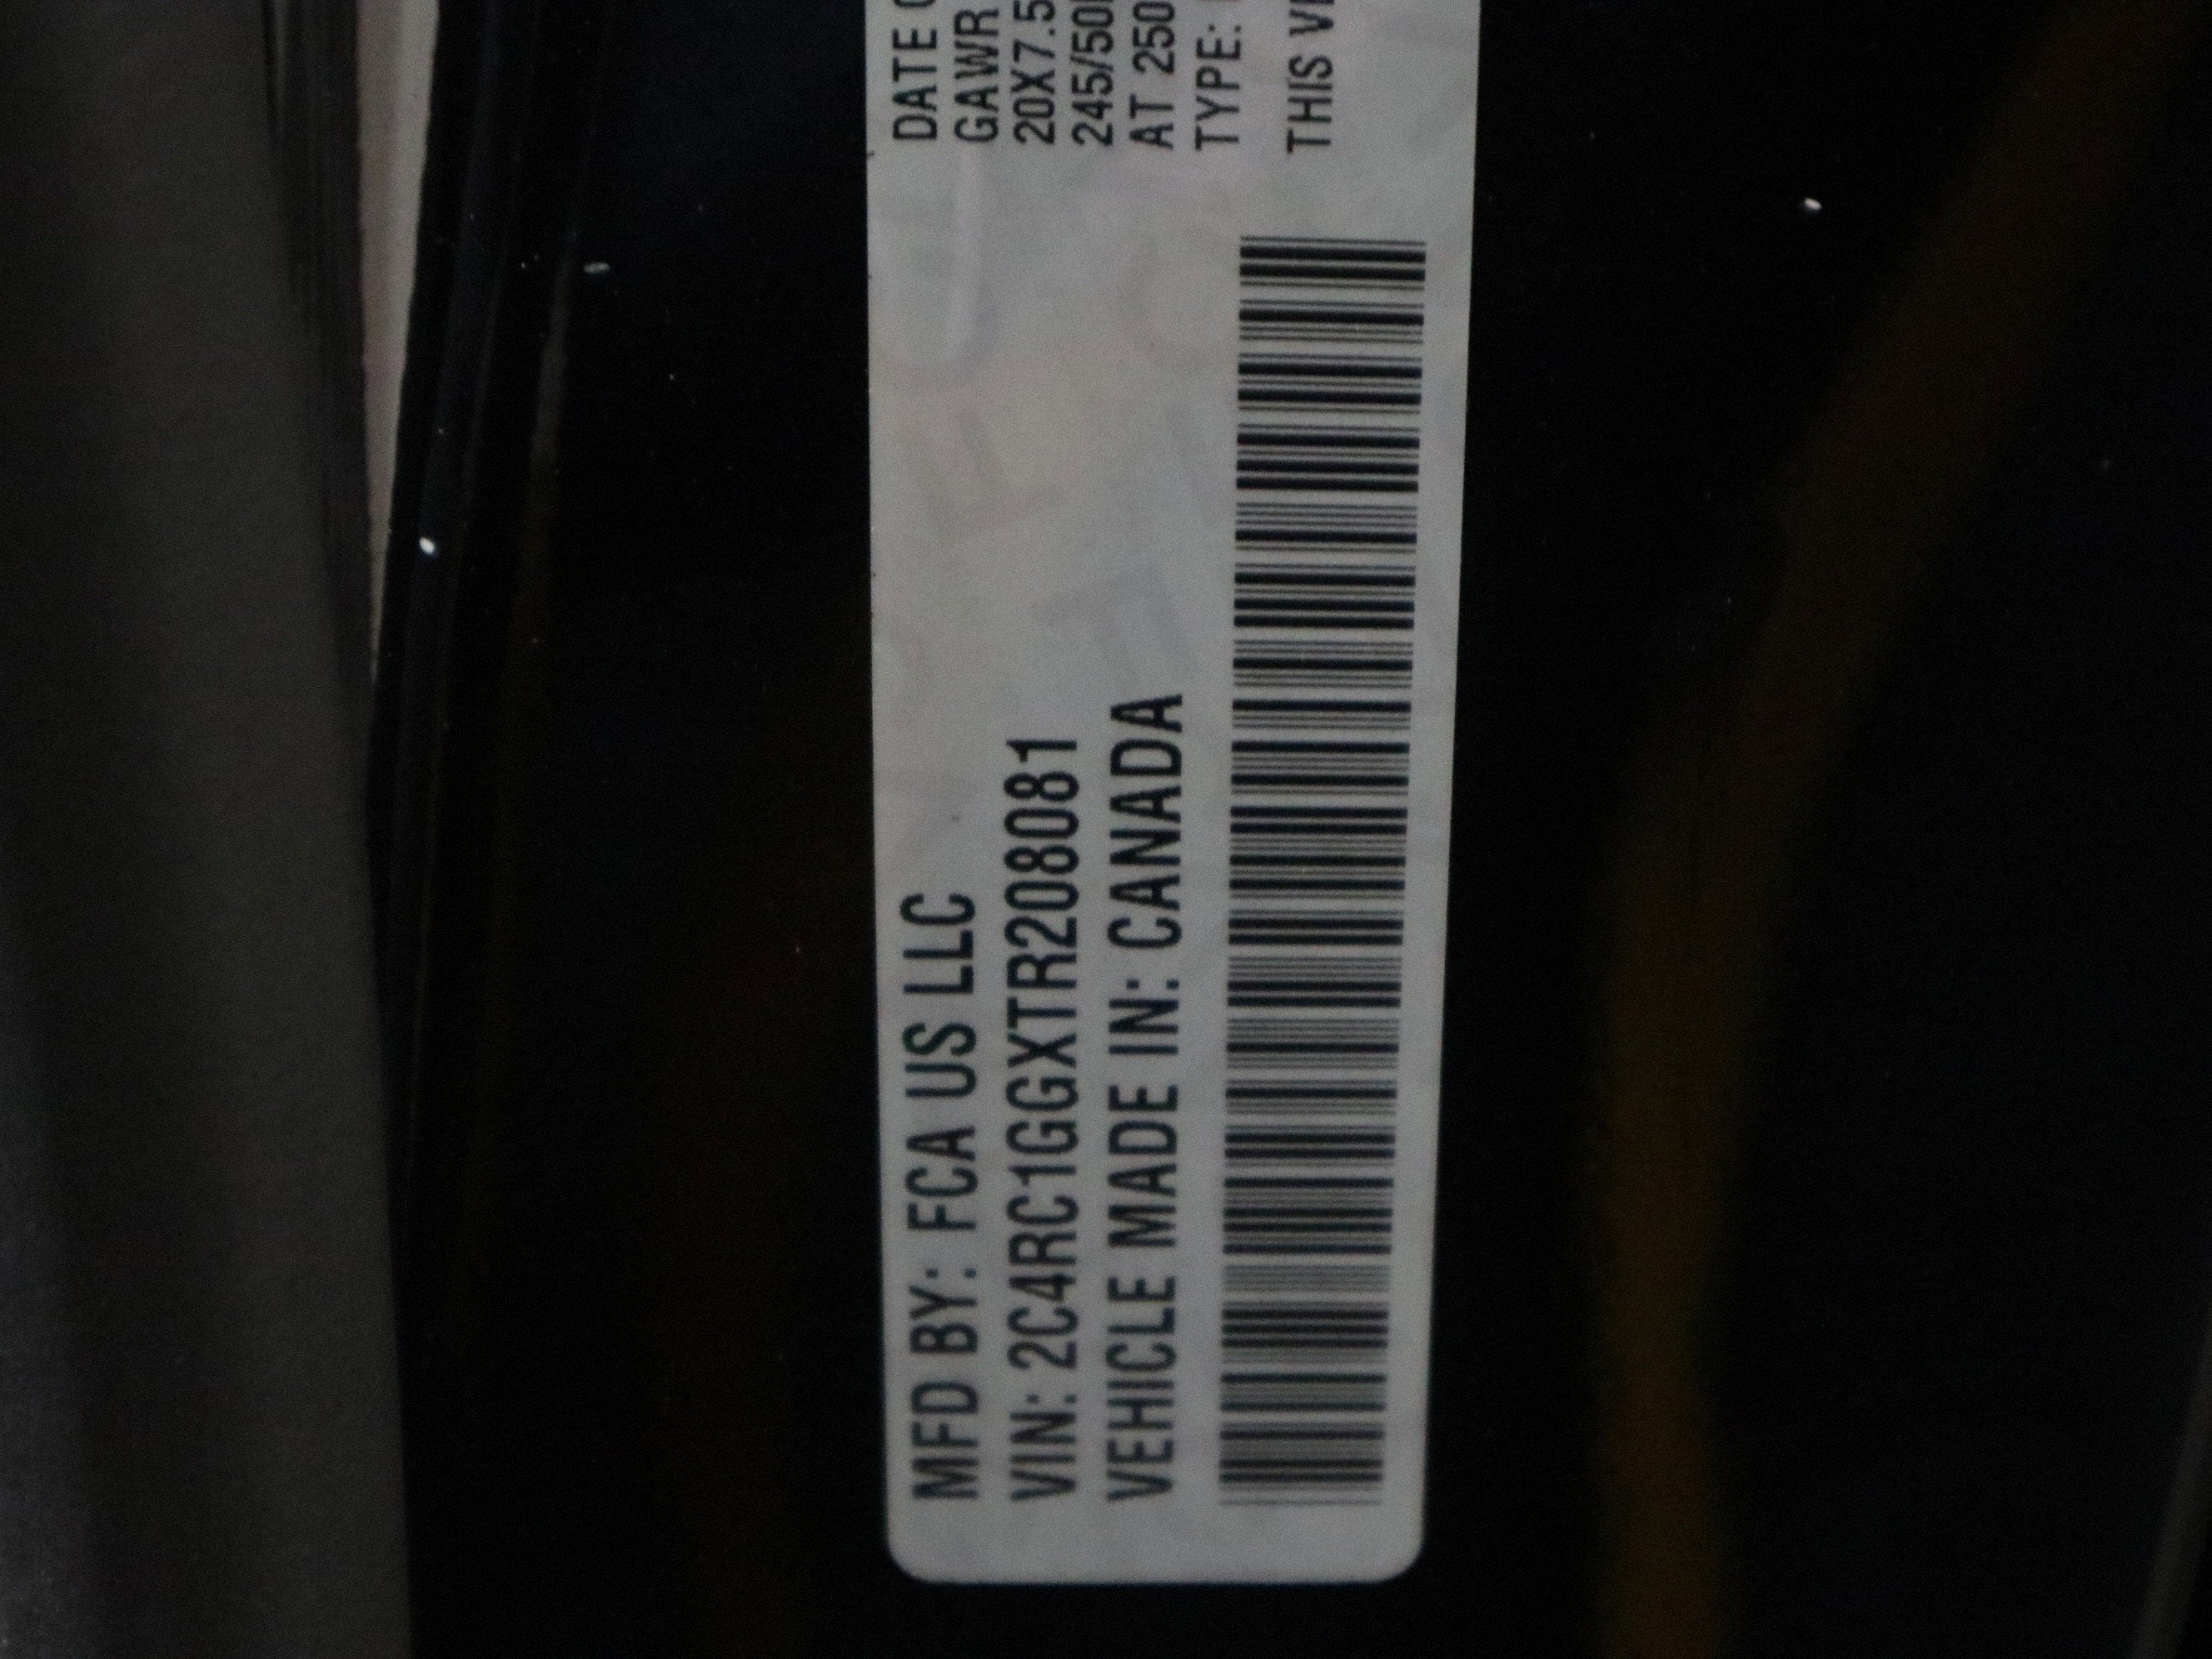 MFD BY: FCA US LLC
VIN: 2C4RC1GGXTR208081
VEHICLE MADE IN: CANADA
DATE
GAWR
20X7.5
245/50
AT 250
TYPE:
THIS